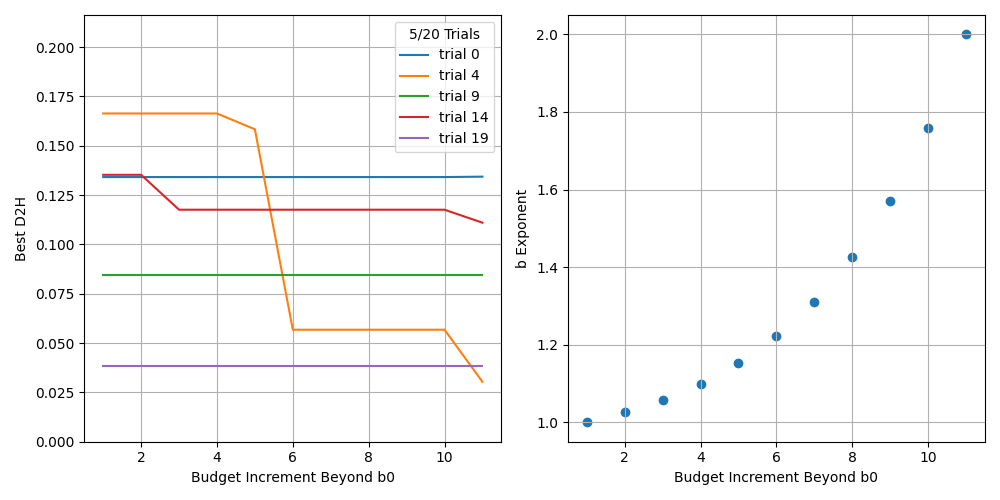 0.200
0.175
0.150
0.125
0.100
0.075
0.050
0.025
0.000
Best D2H
2 4 6 8 10
Budget Increment Beyond b0
5/20 Trials
trial 0
trial 4
trial 9
trial 14
trial 19
2.0
1.8
1.6
1.4
1.2
1.0
b Exponent
2 4 6 8 10
Budget Increment Beyond b0